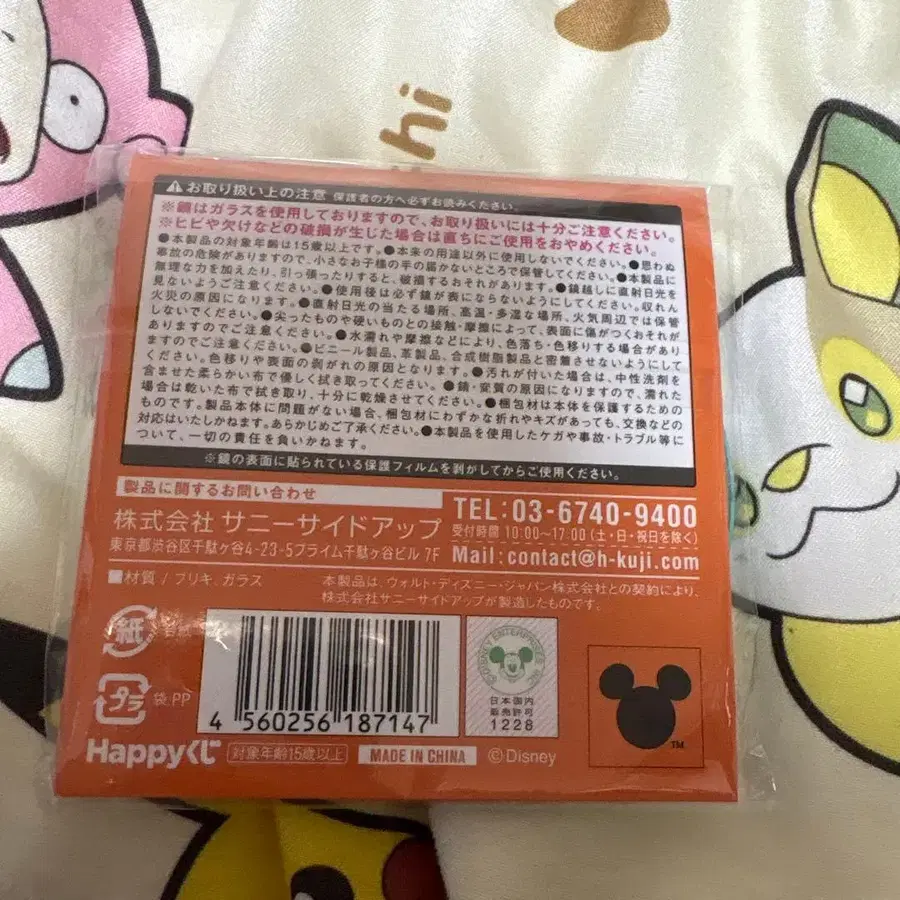 hi
お取り扱い上の注意 保護者の方へ必ずお読みください。
※鏡はガラスを使用しておりますので、お取り扱いには十分ご注意ください。
※ヒビや欠けなどの破損が生じた場合は直ちにご使用をおやめください。
●本製品の対象年齢は15歳以上です。●本来の用途以外に使用しないでください。●思わぬ
事故の危険がありますので、小さなお子様の手の届かないところで保管してください。●本製品に
無理な力を加えたり、引っ張ったりすると、破損するおそれがあります。●鏡越しに直射日光を
見ないようご注意ください。●使用後は必ず鏡が表にならないようにしてください。収れん
火災の原因になります。●直射日光の当たる場所、高温・多湿な場所、火気周辺では保管
しないでください。●尖ったものや硬いものとの接触・摩擦によって、表面に傷がつくおそれが
ありますのでご注意ください。●水濡れや摩擦などにより、色落ち・色移りする場合があり
ますのでご注意ください。●ビニール製品、革製品、合成樹脂製品と密着させないようにして
ください。色移りや表面の剥がれの原因となります。●汚れが付いた場合は、中性洗剤を
含ませた柔らかい布で優しく拭き取ってください。●錆・変質の原因になりますので、濡れた
場合は乾いた布で拭き取り、十分に乾燥させてください。●梱包材は本体を保護するための
ものです。製品本体に問題がない場合、梱包材にわずかな折れやキズがあっても、交換などの
対応はいたしかねます。あらかじめご了承ください。●本製品を使用したケガや事故・トラブル等に
ついて、一切の責任を負いかねます。
※鏡の表面に貼られている保護フィルムを剥がしてからご使用ください。
製品に関するお問い合わせ
株式会社 サニーサイドアップ
東京都渋谷区千駄ヶ谷4-23-5プライム千駄ヶ谷ビル 7F
TEL:03-6740-9400
受付時間 10:00〜17:00(土・日・祝日を除く)
Mail:contact@h-kuji.com
■材質 / ブリキ、ガラス
本製品は、ウォルト・ディズニー・ジャパン株式会社との契約により、
株式会社サニーサイドアップが製造したものです。
紙 台紙
プラ 袋 PP
4 560256 187147
©DISNEY ENTERPRISES, INC.
日本国内
販売許可
1228
TM
Happyくじ 対象年齢15歳以上 MADE IN CHINA ©Disney